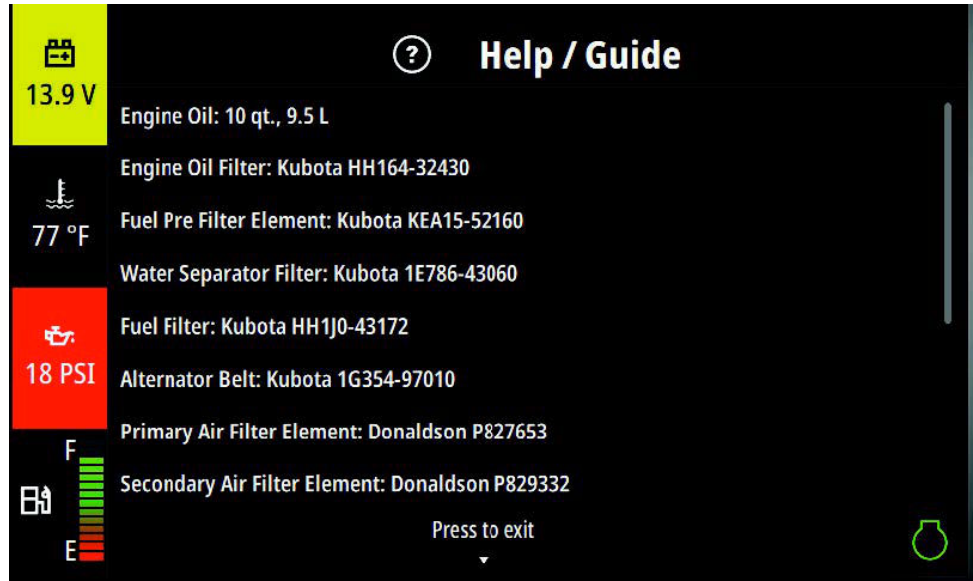 Help / Guide
13.9 V
77 °F
18 PSI
F
E
Engine Oil: 10 qt., 9.5 L
Engine Oil Filter: Kubota HH164-32430
Fuel Pre Filter Element: Kubota KEA15-52160
Water Separator Filter: Kubota 1E786-43060
Fuel Filter: Kubota HH1J0-43172
Alternator Belt: Kubota 1G354-97010
Primary Air Filter Element: Donaldson P827653
Secondary Air Filter Element: Donaldson P829332
Press to exit